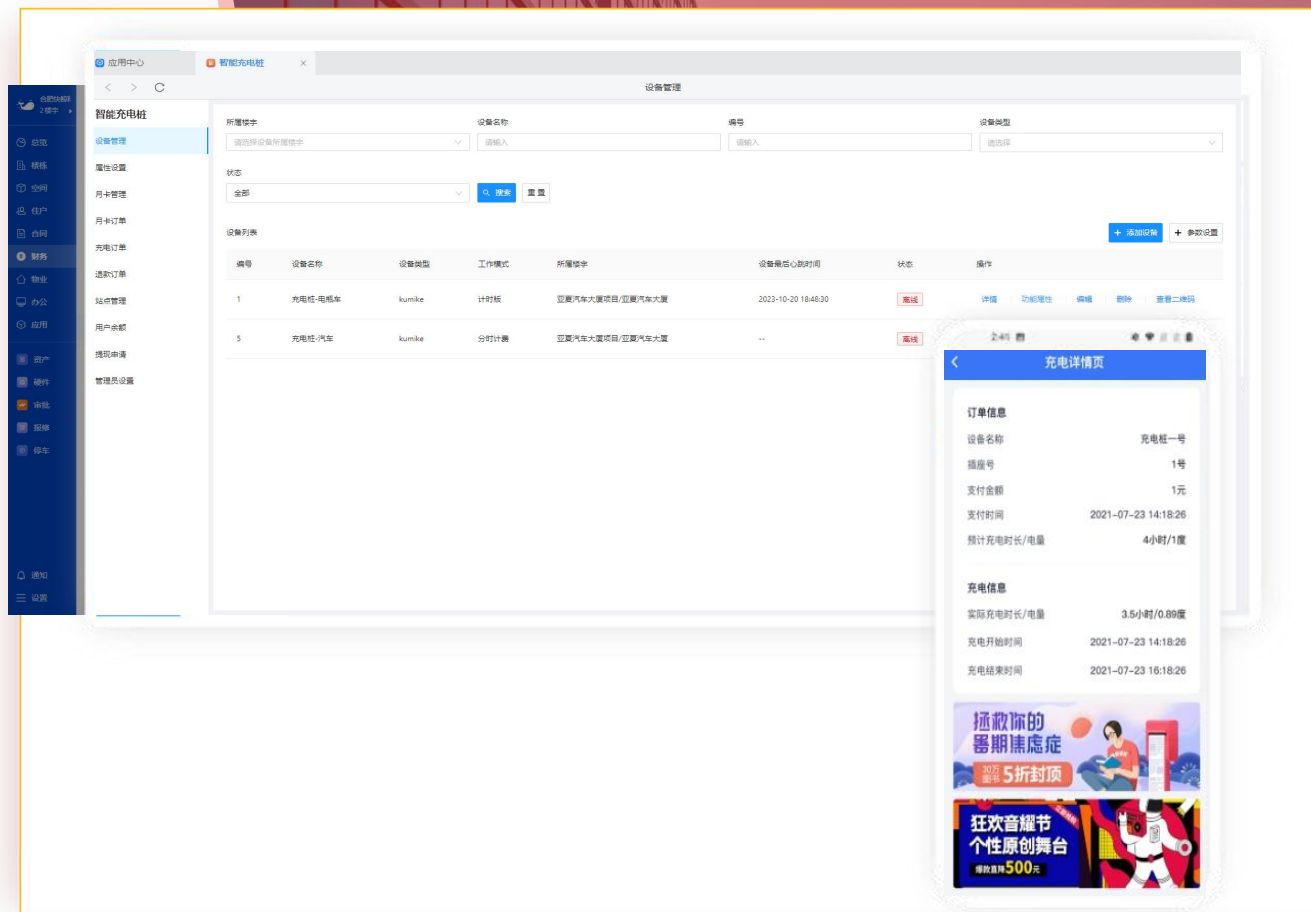 应用中心
智能充电桩
设备管理
2楼宇
总览
楼栋
空间
住户
合同
财务
物业
办公
应用
资产
硬件
审批
报修
停车
通知
设置
智能充电桩
设备管理
属性设置
月卡管理
月卡订单
充电订单
退款订单
站点管理
用户余额
提现申请
管理员设置
所属楼宇 设备名称 编号 设备类型
请选择设备所属楼宇 请输入 请输入 请选择
状态
全部 搜索 重置
设备列表 + 添加设备 + 参数设置
编号 设备名称 设备类型 工作模式 所属楼宇 设备最后心跳时间 状态 操作
1 充电桩-电瓶车 kumike 计时板 亚夏汽车大厦项目/亚夏汽车大厦 2023-10-20 18:48:30 离线 详情 功能属性 编辑 删除 查看二维码
5 充电桩-汽车 kumike 分时计费 亚夏汽车大厦项目/亚夏汽车大厦 -- 离线
充电详情页
订单信息
设备名称 充电桩一号
插座号 1号
支付金额 1元
支付时间 2021-07-23 14:18:26
预计充电时长/电量 4小时/1度
充电信息
实际充电时长/电量 3.5小时/0.89度
充电开始时间 2021-07-23 14:18:26
充电结束时间 2021-07-23 16:18:26
拯救你的
暑期焦虑症
30万图书 5折封顶
狂欢音耀节
个性原创舞台
爆款直降500元